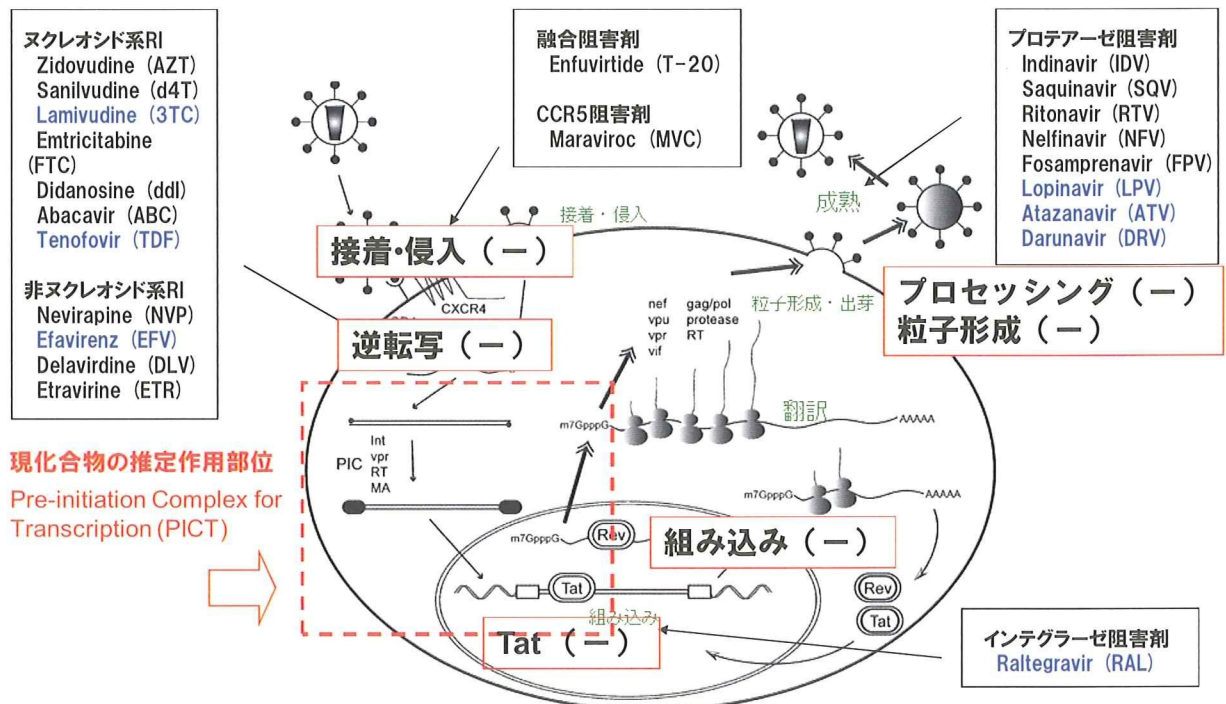 ヌクレオシド系RI
Zidovudine (AZT)
Sanilvudine (d4T)
Lamivudine (3TC)
Emtricitabine
(FTC)
Didanosine (ddI)
Abacavir (ABC)
Tenofovir (TDF)
非ヌクレオシド系RI
Nevirapine (NVP)
Efavirenz (EFV)
Delavirdine (DLV)
Etravirine (ETR)
融合阻害剤
Enfuvirtide (T-20)
CCR5阻害剤
Maraviroc (MVC)
プロテアーゼ阻害剤
Indinavir (IDV)
Saquinavir (SQV)
Ritonavir (RTV)
Nelfinavir (NFV)
Fosamprenavir (FPV)
Lopinavir (LPV)
Atazanavir (ATV)
Darunavir (DRV)
成熟
接着・侵入
接着・侵入 (ー)
CXCR4
逆転写 (ー)
プロセッシング (ー)
粒子形成 (ー)
粒子形成・出芽
nef
vpu
vpr
vif
gag/pol
protease
RT
m7GpppG
翻訳
AAAAA
現化合物の推定作用部位
Pre-initiation Complex for
Transcription (PICT)
PIC
Int
vpr
RT
MA
m7GpppG
AAAAA
m7GpppG
Rev
組み込み (ー)
Tat
組み込み
Tat (ー)
Rev
Tat
インテグラーゼ阻害剤
Raltegravir (RAL)